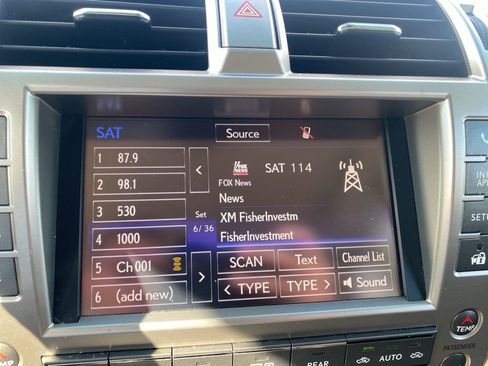 SAT Source
1 87.9
2 98.1
3 530
4 1000
5 Ch 001
6 (add new)
<
Set
6/36
>
FOX NEWS
FOX News
SAT 114
News
XM FisherInvestm
FisherInvestment
SCAN Text Channel List
< TYPE TYPE > Sound
SETU
TEMP
TEMP
PASSENGER
REAR
AUTO